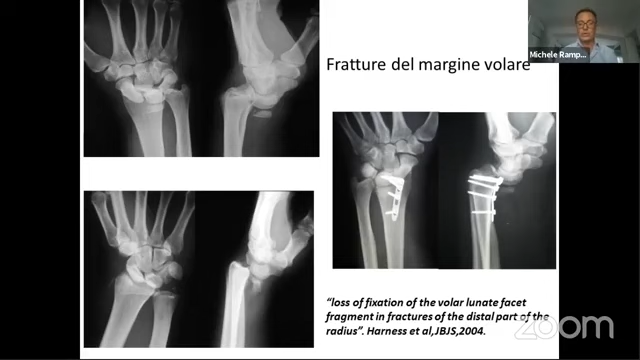 Fratture del margine volare
Michele Ramp...
“loss of fixation of the volar lunate facet
fragment in fractures of the distal part of the
radius”. Harness et al,JBJS,2004.
zoom